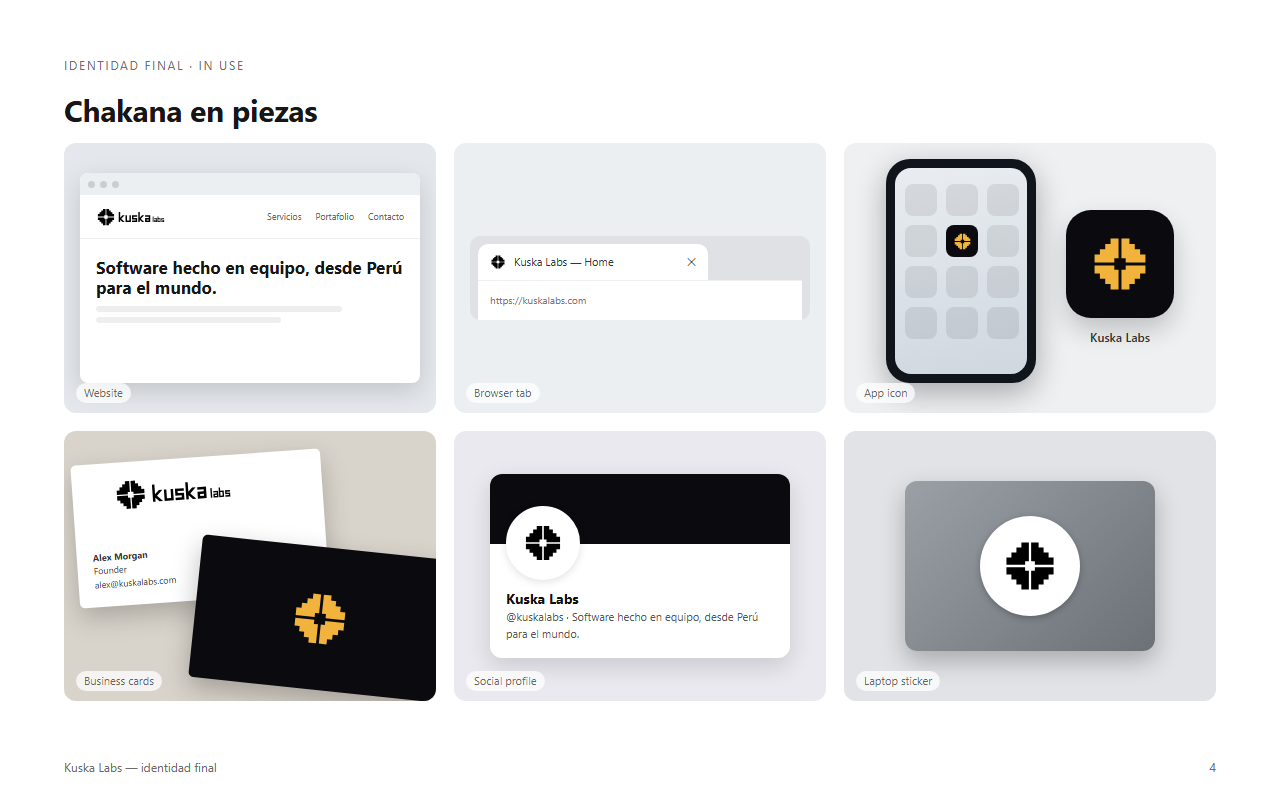 IDENTIDAD FINAL · IN USE
Chakana en piezas
kuska labs
Servicios Portafolio Contacto
Software hecho en equipo, desde Perú
para el mundo.
Website
Kuska Labs — Home
https://kuskalabs.com
Browser tab
Kuska Labs
App icon
kuska labs
Alex Morgan
Founder
alex@kuskalabs.com
Business cards
Kuska Labs
@kuskalabs · Software hecho en equipo, desde Perú
para el mundo.
Social profile
Laptop sticker
Kuska Labs — identidad final
4